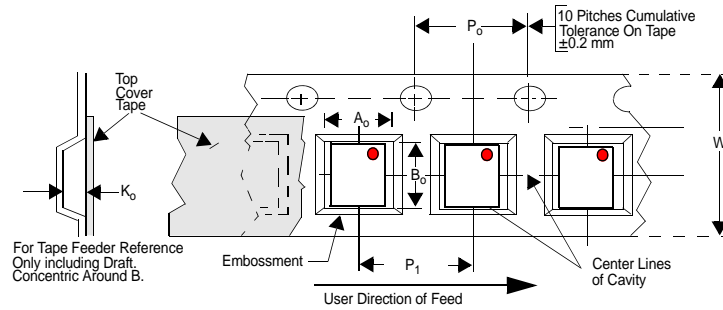 10 Pitches Cumulative
Tolerance On Tape
±0.2 mm
Po
Top
Cover
Tape
Ao
W
Bo
Ko
For Tape Feeder Reference
Only including Draft.
Concentric Around B.
Embossment
P1
Center Lines
of Cavity
User Direction of Feed